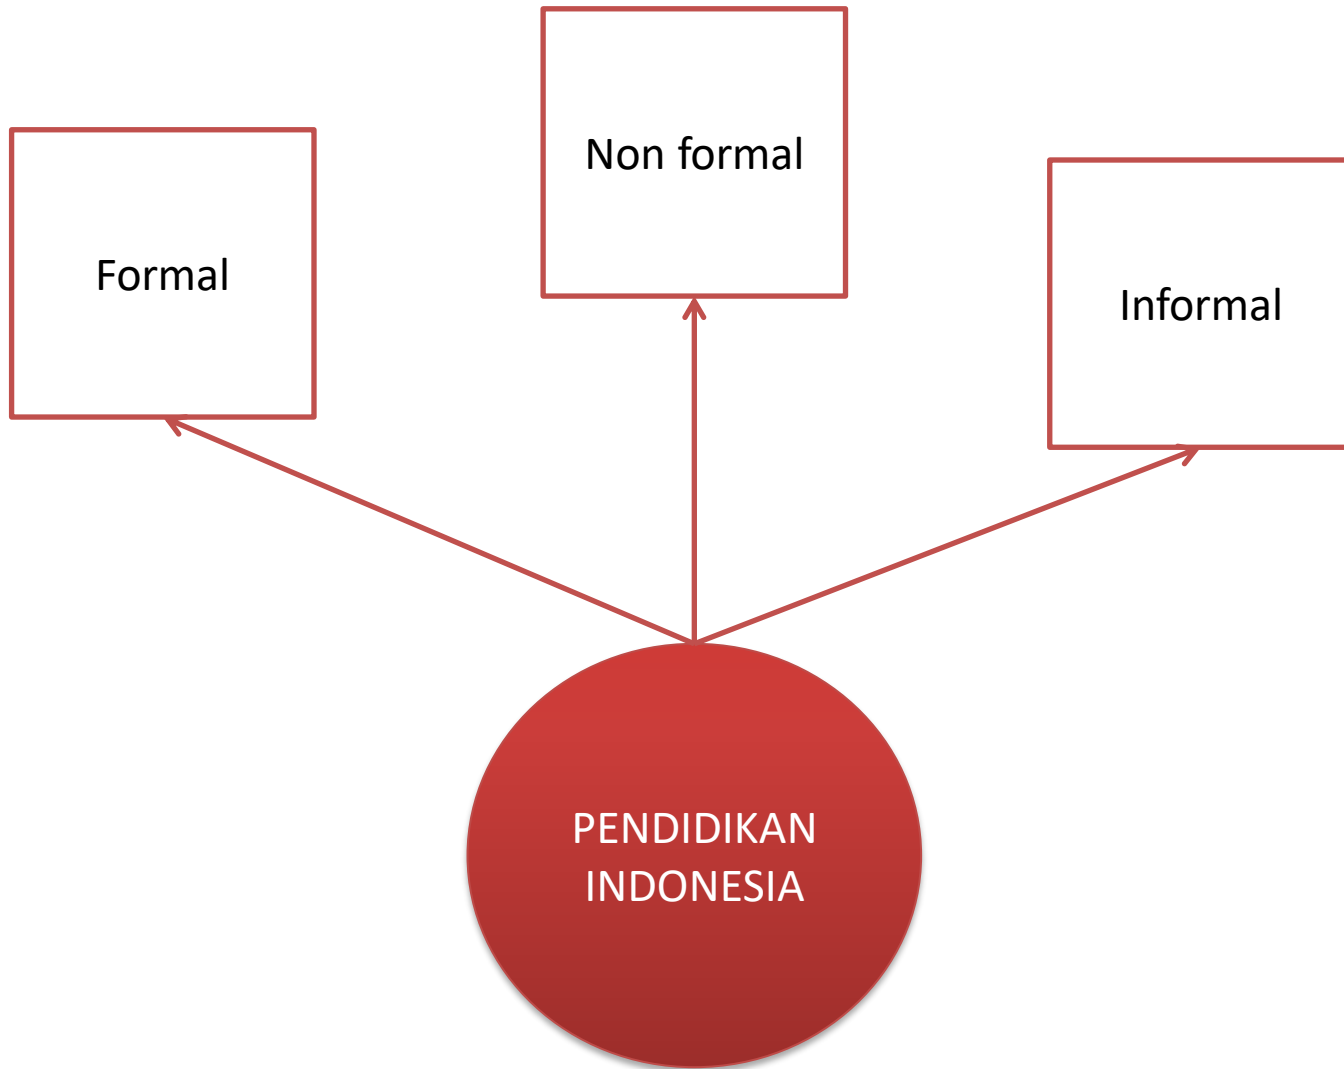 Non formal
Formal
Informal
PENDIDIKAN
INDONESIA